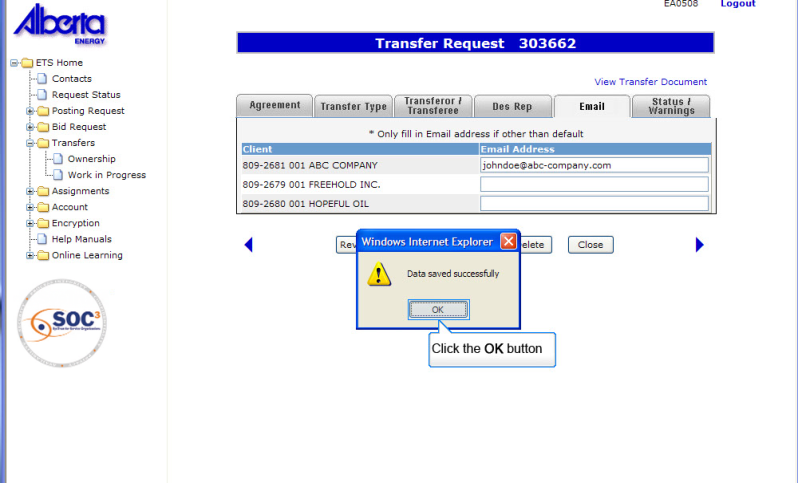 EA0508 Logout
Alberta
ENERGY
Transfer Request 303662
ETS Home
Contacts
Request Status
Posting Request
Bid Request
Transfers
Ownership
Work in Progress
Assignments
Account
Encryption
Help Manuals
Online Learning
View Transfer Document
Agreement
Transfer Type
Transferor /
Transferee
Des Rep
Email
Status /
Warnings
* Only fill in Email address if other than default
Client Email Address
809-2681 001 ABC COMPANY johndoe@abc-company.com
809-2679 001 FREEHOLD INC.
809-2680 001 HOPEFUL OIL
Close
Windows Internet Explorer
Data saved successfully
OK
Click the OK button
SOC³